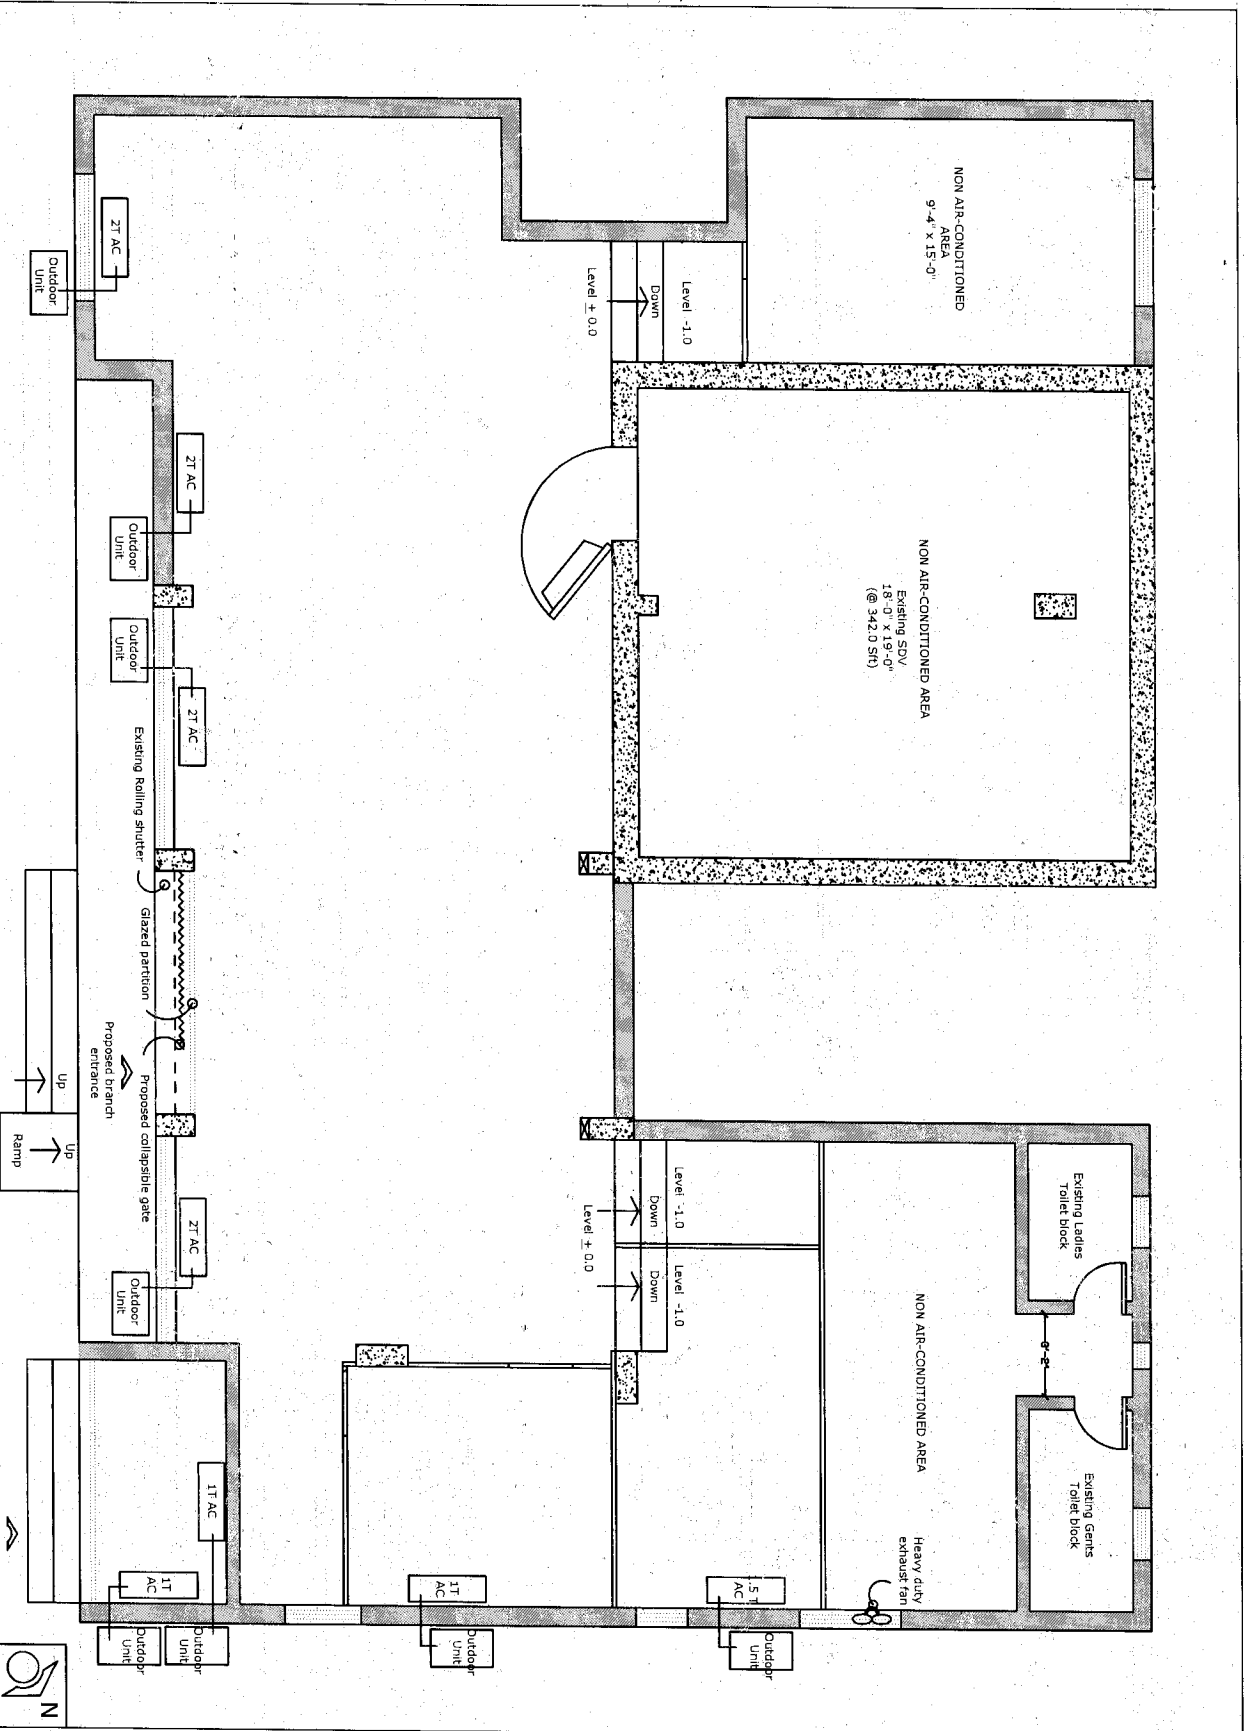 NON AIR-CONDITIONED
AREA
9'-4" x 15'-0"
Level -1.0
Down
Level + 0.0
2T AC
Outdoor
Unit
NON AIR-CONDITIONED AREA
Existing SDV
18'-0" x 19'-0"
(@ 342.0 Sft)
2T AC
Outdoor
Unit
Outdoor
Unit
2T AC
Existing Rolling shutter
Glazed partition
Proposed collapsible gate
Proposed branch
entrance
Up
Up
Ramp
2T AC
Outdoor
Unit
Existing Ladies
Toilet block
Level -1.0
Down
Level + 0.0
Level -1.0
Down
NON AIR-CONDITIONED AREA
Existing Gents
Toilet block
Heavy duty
exhaust fan
1.5 T
AC
Outdoor
Unit
1T
AC
Outdoor
Unit
1T AC
Outdoor
Unit
1T
AC
Outdoor
Unit
N